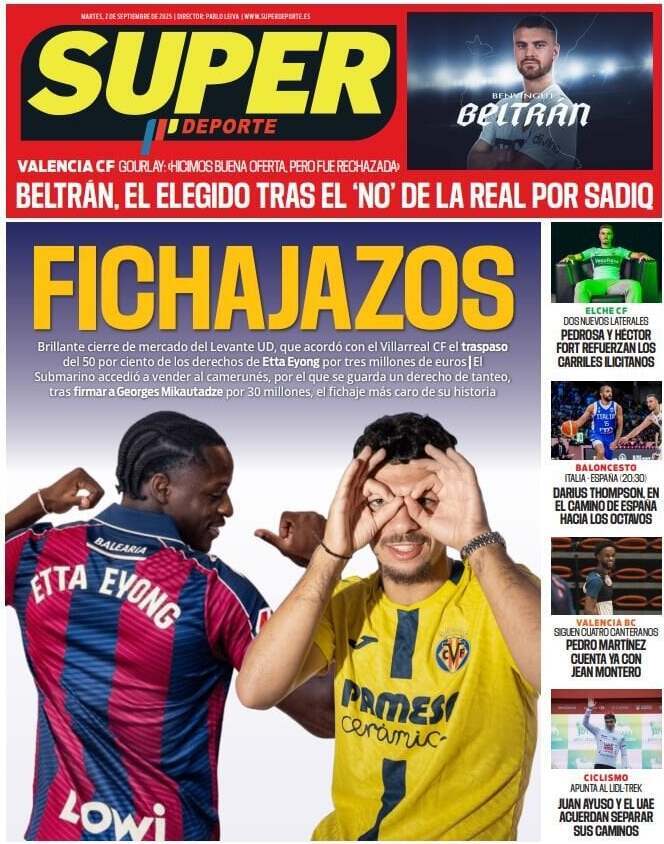 MARTES, 2 DE SEPTIEMBRE DE 2025 | DIRECTOR: PABLO LEIVA | WWW.SUPERDEPORTE.ES
SUPER
DEPORTE
BENVINGUT
BELTRÁN
VALENCIA CF GOURLAY: «HICIMOS BUENA OFERTA, PERO FUE RECHAZADA»
BELTRÁN, EL ELEGIDO TRAS EL ‘NO’ DE LA REAL POR SADIQ
FICHAJAZOS
Brillante cierre de mercado del Levante UD, que acordó con el Villarreal CF el traspaso
del 50 por ciento de los derechos de Etta Eyong por tres millones de euros | El
Submarino accedió a vender al camerunés, por el que se guarda un derecho de tanteo,
tras firmar a Georges Mikautadze por 30 millones, el fichaje más caro de su historia
BALEÀRIA
ETTA EYONG
LOWi
VCF
PAMESA
cerámica
ELCHE CF
DOS NUEVOS LATERALES
PEDROSA Y HÉCTOR
FORT REFUERZAN LOS
CARRILES ILICITANOS
ITALIA
15
BALONCESTO
ITALIA - ESPAÑA (20:30)
DARIUS THOMPSON, EN
EL CAMINO DE ESPAÑA
HACIA LOS OCTAVOS
VALENCIA BC
SIGUEN CUATRO CANTERANOS
PEDRO MARTÍNEZ
CUENTA YA CON
JEAN MONTERO
CICLISMO
APUNTA AL LIDL-TREK
JUAN AYUSO Y EL UAE
ACUERDAN SEPARAR
SUS CAMINOS